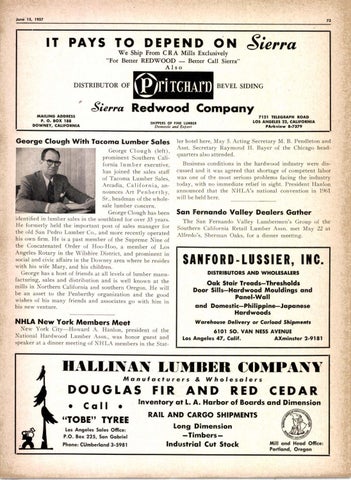 June 15, 1957
73
IT PAYS TO DEPEND ON Sierra
We Ship From CRA Mills Exclusively
"For Better REDWOOD — Better Call Sierra"
Also
DISTRIBUTOR OF Pritchard BEVEL SIDING
Sierra Redwood Company
MAILING ADDRESS
P. O. BOX 188
DOWNEY, CALIFORNIA
SHIPPERS OF FINE LUMBER
Domestic and Export
7121 TELEGRAPH ROAD
LOS ANGELES 22, CALIFORNIA
PArkview 8-7379
George Clough With Tacoma Lumber Sales
George Clough (left),
prominent Southern Cali-
fornia lumber executive,
has joined the sales staff
of Tacoma Lumber Sales,
Arcadia, California, an-
nounces Art Penberthy,
Sr., headman of the whole-
sale lumber concern.
George Clough has been
identified in lumber sales in the southland for over 35 years.
He formerly held the important post of sales manager for
the old San Pedro Lumber Co., and more recently operated
his own firm. He is a past member of the Supreme Nine of
the Concatenated Order of Hoo-Hoo, a member of Los
Angeles Rotary in the Wilshire District, and prominent in
social and civic affairs in the Downey area where he resides
with his wife Mary, and his children.
George has a host of friends at all levels of lumber manu-
facturing, sales and distribution and is well known at the
mills in Northern California and southern Oregon. He will
be an asset to the Penberthy organization and the good
wishes of his many friends and associates go with him in
his new venture.
NHLA New York Members Meet
New York City—Howard A. Hanlon, president of the
National Hardwood Lumber Assn., was honor guest and
speaker at a dinner meeting of NHLA members in the Stat-
ler hotel here, May 3. Acting Secretary M. B. Pendleton and
Asst. Secretary Raymond H. Bayer of the Chicago head-
quarters also attended.
Business conditions in the hardwood industry were dis-
cussed and it was agreed that shortage of competent labor
was one of the most serious problems facing the industry
today, with no immediate relief in sight. President Hanlon
announced the NHLA's national convention in 1961
will be held here.
San Fernando Valley Dealers Gather
The San Fernando Valley Lumbermen's Group of the
Southern California Retail Lumber Assn. met May 22 at
Alfredo's, Sherman Oaks, for a dinner meeting.
SANFORD-LUSSIER, INC.
DISTRIBUTORS AND WHOLESALERS
Oak Stair Treads—Thresholds
Door Sills—Hardwood Mouldings and
Panel-Wall
and Domestic—Philippine—Japanese
Hardwoods
Warehouse Delivery or Carload Shipments
6101 SO. VAN NESS AVENUE
Los Angeles 47, Calif. AXminster 2-9181
HALLINAN LUMBER COMPANY
Manufacturers & Wholesalers
DOUGLAS FIR AND RED CEDAR
Inventory at L. A. Harbor of Boards and Dimension
• Call •
"TOBE" TYREE
Los Angeles Sales Office:
P.O. Box 225, San Gabriel
Phone: CUmberland 3-5981
RAIL AND CARGO SHIPMENTS
Long Dimension
—Timbers—
Industrial Cut Stock
Mill and Head Office:
Portland, Oregon